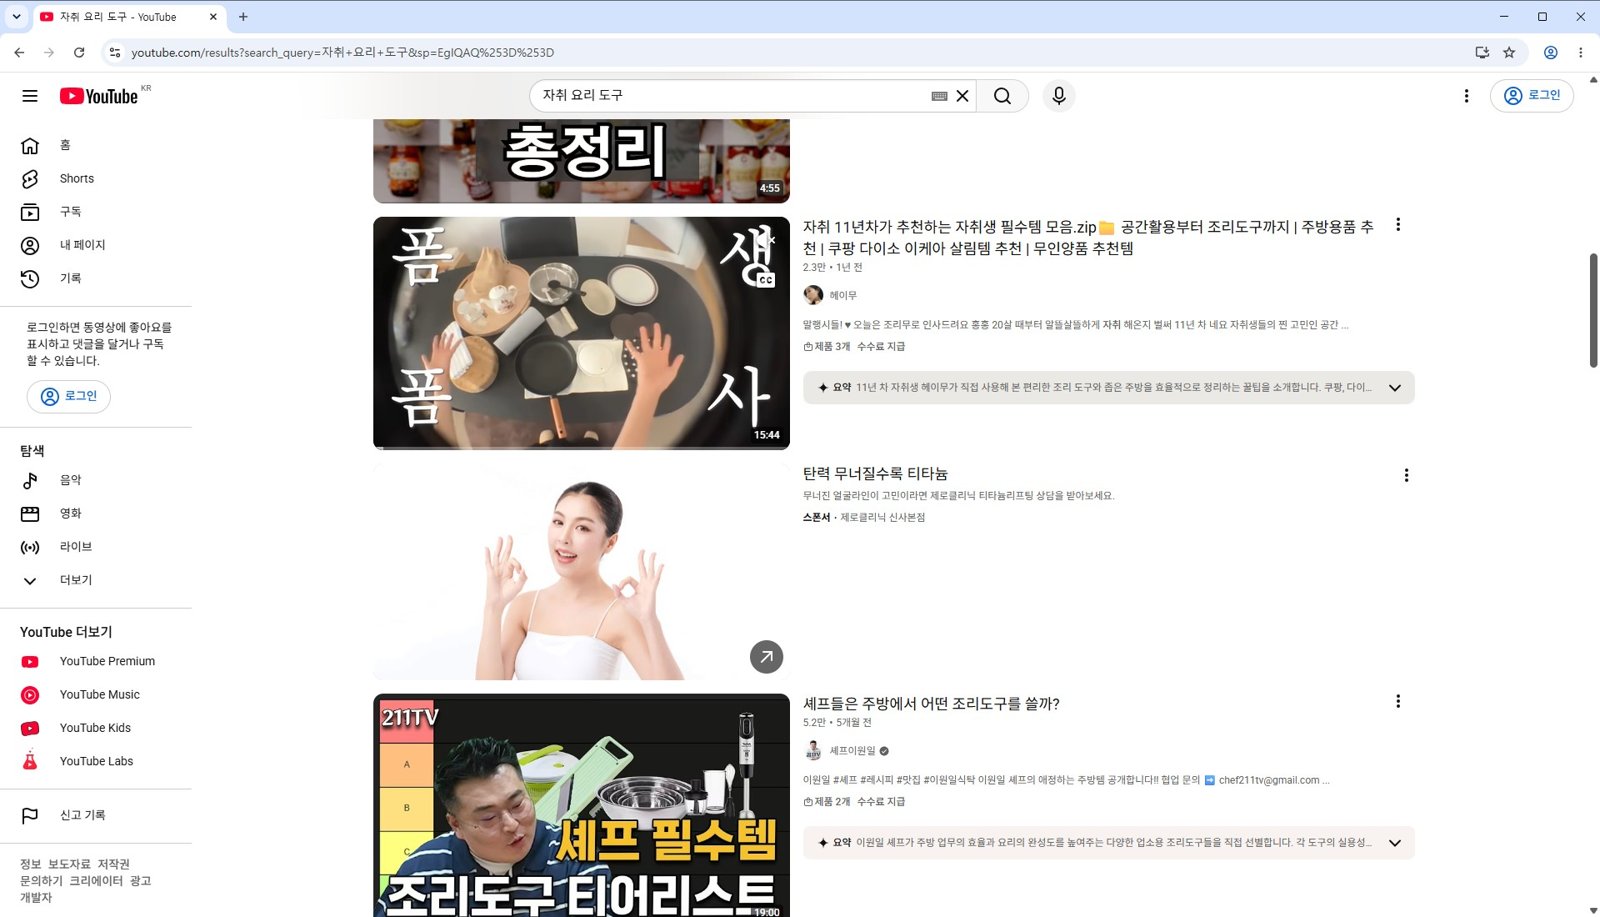 자취 요리 도구 - YouTube
youtube.com/results?search_query=자취+요리+도구&sp=EgIQAQ%253D%253D
YouTube KR
자취 요리 도구
로그인
홈
Shorts
구독
내 페이지
기록
로그인하면 동영상에 좋아요를
표시하고 댓글을 달거나 구독
할 수 있습니다.
로그인
탐색
음악
영화
라이브
더보기
YouTube 더보기
YouTube Premium
YouTube Music
YouTube Kids
YouTube Labs
신고 기록
정보 보도자료 저작권
문의하기 크리에이터 광고
개발자
총정리
4:55
폼 생
CC
폼 사
15:44
자취 11년차가 추천하는 자취생 필수템 모음.zip📁 공간활용부터 조리도구까지 | 주방용품 추
천 | 쿠팡 다이소 이케아 살림템 추천 | 무인양품 추천템
2.3만 • 1년 전
헤이무
말랭시들! ♥ 오늘은 조리무로 인사드려요 홍홍 20살 때부터 알뜰살뜰하게 자취 해온지 벌써 11년 차 네요 자취생들의 찐 고민인 공간 ...
제품 3개 수수료 지급
요약 11년 차 자취생 헤이무가 직접 사용해 본 편리한 조리 도구와 좁은 주방을 효율적으로 정리하는 꿀팁을 소개합니다. 쿠팡, 다이...
탄력 무너질수록 티타늄
무너진 얼굴라인이 고민이라면 제로클리닉 티타늄리프팅 상담을 받아보세요.
스폰서 · 제로클리닉 신사본점
211TV
A
B
C
셰프 필수템
조리도구 티어리스트
19:00
셰프들은 주방에서 어떤 조리도구를 쓸까?
5.2만 • 5개월 전
셰프이원일
이원일 #셰프 #레시피 #맛집 #이원일식탁 이원일 셰프의 애정하는 주방템 공개합니다!! 협업 문의 ➡️ chef211tv@gmail.com ...
제품 2개 수수료 지급
요약 이원일 셰프가 주방 업무의 효율과 요리의 완성도를 높여주는 다양한 업소용 조리도구들을 직접 선별합니다. 각 도구의 실용성...